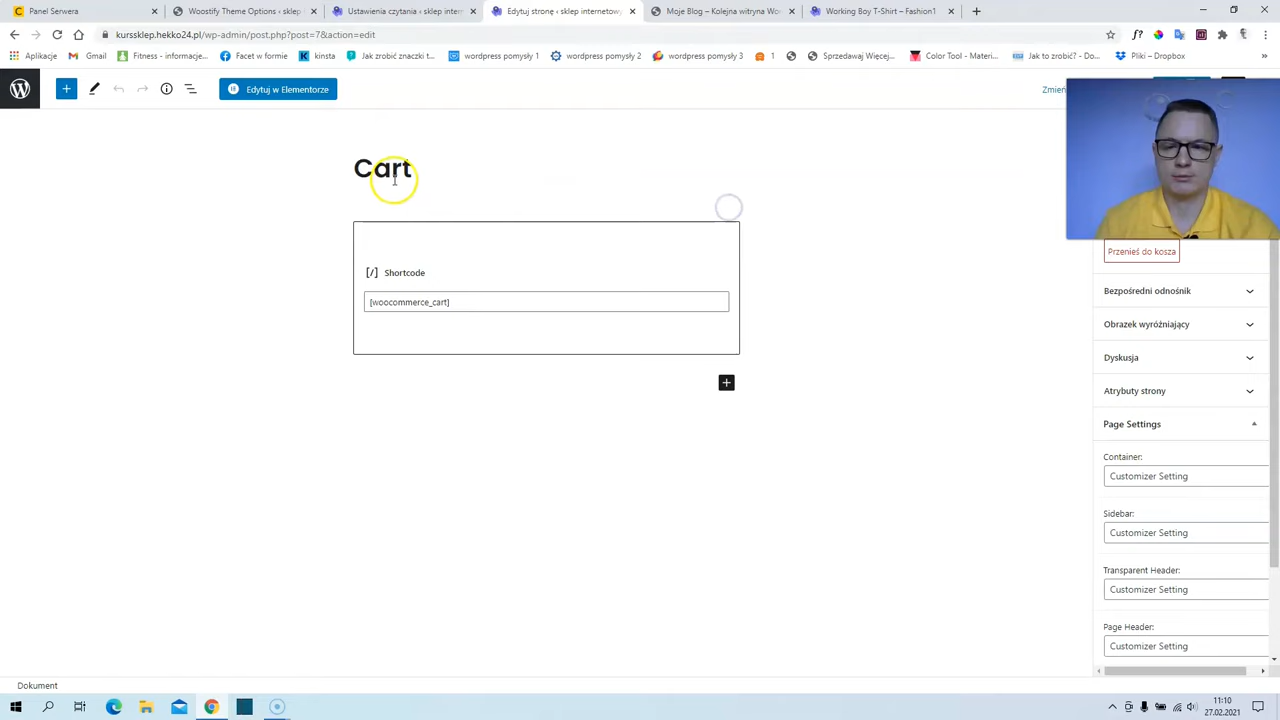 Panel Serwera
Woostify Theme Options ‹ sklep
Ustawienia czytania ‹ sklep intern
Edytuj stronę ‹ sklep internetowy
Moje Blog – Kolejna witryna Wo
Working Boy T-Shirt – Fashion1
kurssklep.hekko24.pl/wp-admin/post.php?post=7&action=edit
Aplikacje
Gmail
Fitness - informacje...
Facet w formie
kinsta
Jak zrobić znaczki t...
wordpress pomysły 1
wordpress pomysły 2
wordpress pomysły 3
1
Sprzedawaj Więcej,...
Color Tool - Materi...
Jak to zrobić? - Do...
Pliki – Dropbox
Edytuj w Elementorze
Zmień
Cart
[/] Shortcode
[woocommerce_cart]
Przenieś do kosza
Bezpośredni odnośnik
Obrazek wyróżniający
Dyskusja
Atrybuty strony
Page Settings
Container:
Customizer Setting
Sidebar:
Customizer Setting
Transparent Header:
Customizer Setting
Page Header:
Customizer Setting
Dokument
11:10
27.02.2021